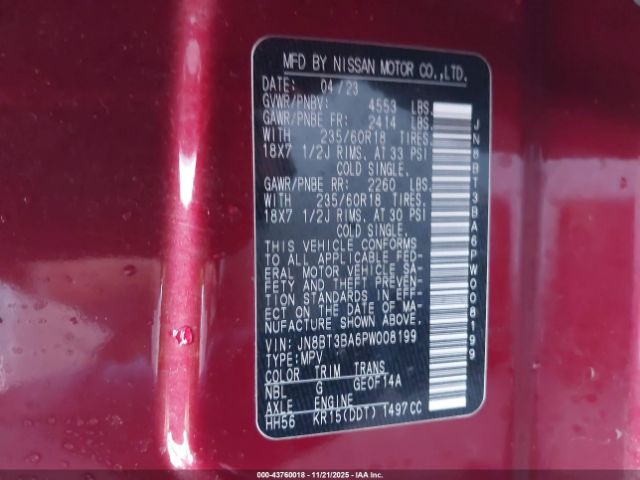 MFD BY NISSAN MOTOR CO.,LTD.
DATE: 04/23
GVWR/PNBV: 4553 LBS.
GAWR/PNBE FR: 2414 LBS.
WITH 235/60R18 TIRES.
18X7 1/2J RIMS. AT 33 PSI
COLD SINGLE.
GAWR/PNBE RR: 2260 LBS.
WITH 235/60R18 TIRES.
18X7 1/2J RIMS. AT 30 PSI
COLD SINGLE.
THIS VEHICLE CONFORMS
TO ALL APPLICABLE FED-
ERAL MOTOR VEHICLE SA-
FETY AND THEFT PREVEN-
TION STANDARDS IN EFF-
ECT ON THE DATE OF MA-
NUFACTURE SHOWN ABOVE.
VIN: JN8BT3BA6PW008199
TYPE: MPV
COLOR TRIM TRANS
NBL G GE0F14A
AXLE ENGINE
HH56 KR15(DDT) 1497CC
JN8BT3BA6PW008199
000-43760018 - 11/21/2025 - COPART.COM